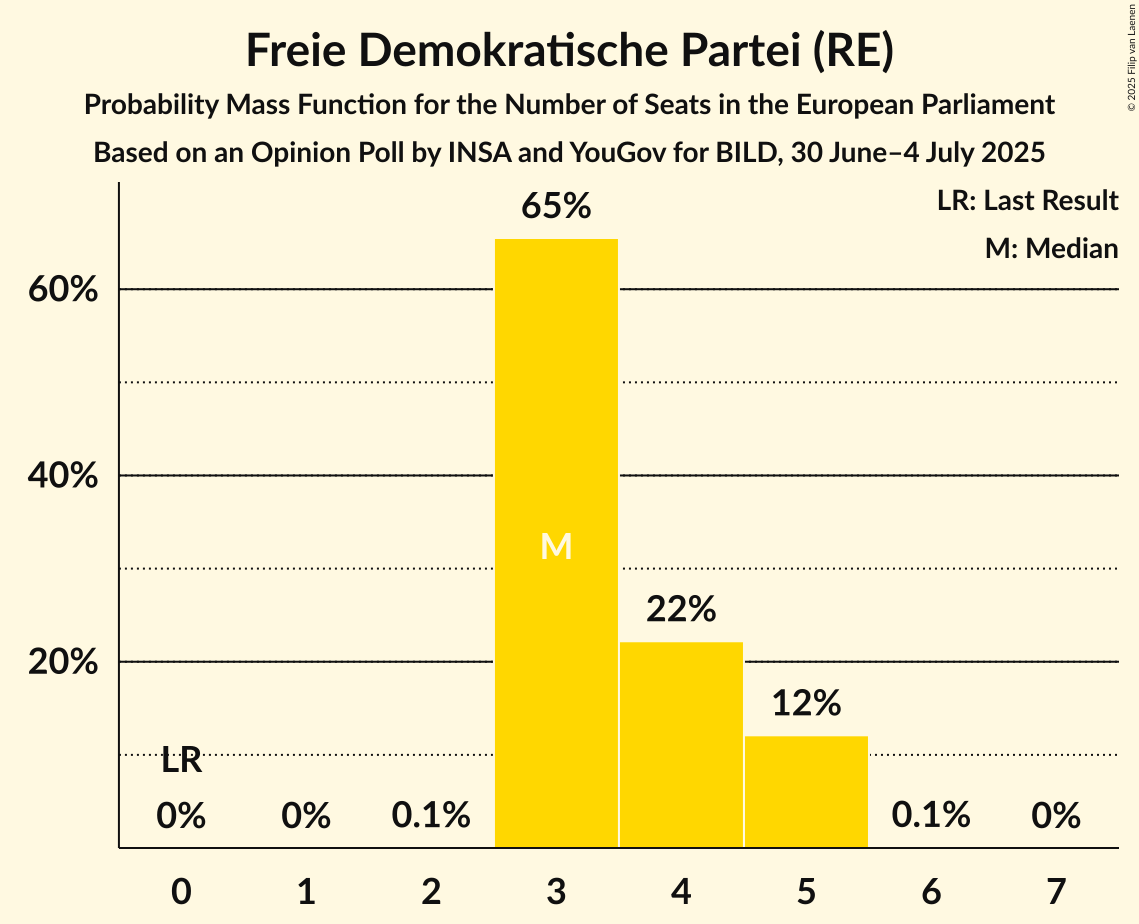 Freie Demokratische Partei (RE)
Probability Mass Function for the Number of Seats in the European Parliament
Based on an Opinion Poll by INSA and YouGov for BILD, 30 June–4 July 2025
© 2025 Filip van Laenen
LR: Last Result
M: Median
65%
60%
40%
M
22%
20%
12%
LR
0%
0%
0.1%
0.1%
0%
0
1
2
3
4
5
6
7